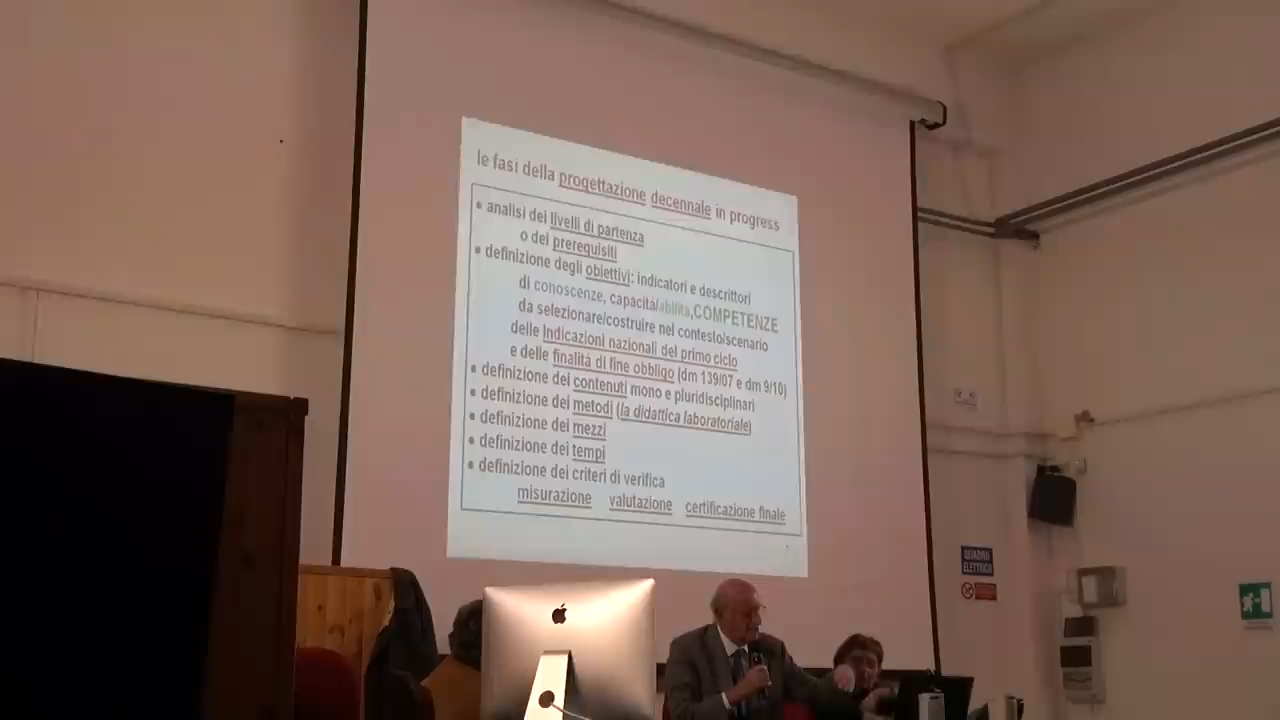 le fasi della progettazione decennale in progress
• analisi dei livelli di partenza
o dei prerequisiti
• definizione degli obiettivi: indicatori e descrittori
di conoscenze, capacità/abilità,COMPETENZE
da selezionare/costruire nel contesto/scenario
delle Indicazioni nazionali del primo ciclo
e delle finalità di fine obbligo (dm 139/07 e dm 9/10)
• definizione dei contenuti mono e pluridisciplinari
• definizione dei metodi (la didattica laboratoriale)
• definizione dei mezzi
• definizione dei tempi
• definizione dei criteri di verifica
misurazione valutazione certificazione finale
QUADRO
ELETTRICO